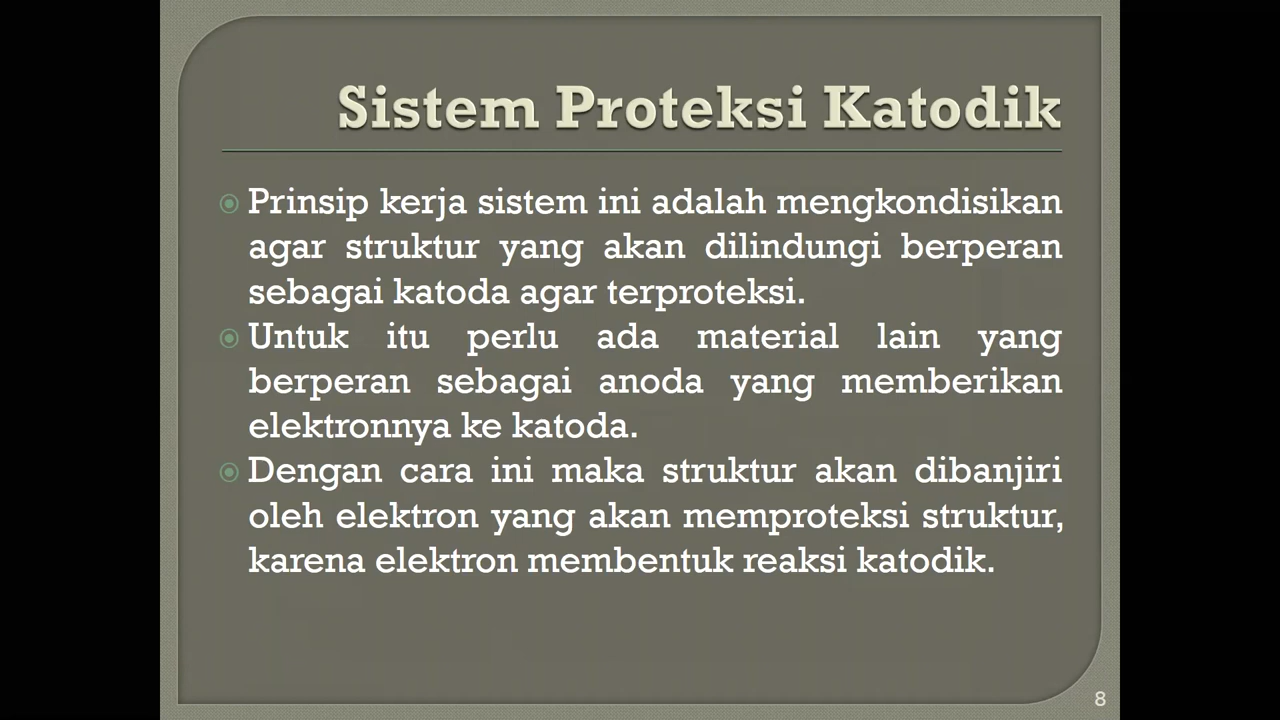 Sistem Proteksi Katodik
Prinsip kerja sistem ini adalah mengkondisikan
agar struktur yang akan dilindungi berperan
sebagai katoda agar terproteksi.
Untuk itu perlu ada material lain yang
berperan sebagai anoda yang memberikan
elektronnya ke katoda.
Dengan cara ini maka struktur akan dibanjiri
oleh elektron yang akan memproteksi struktur,
karena elektron membentuk reaksi katodik.
8